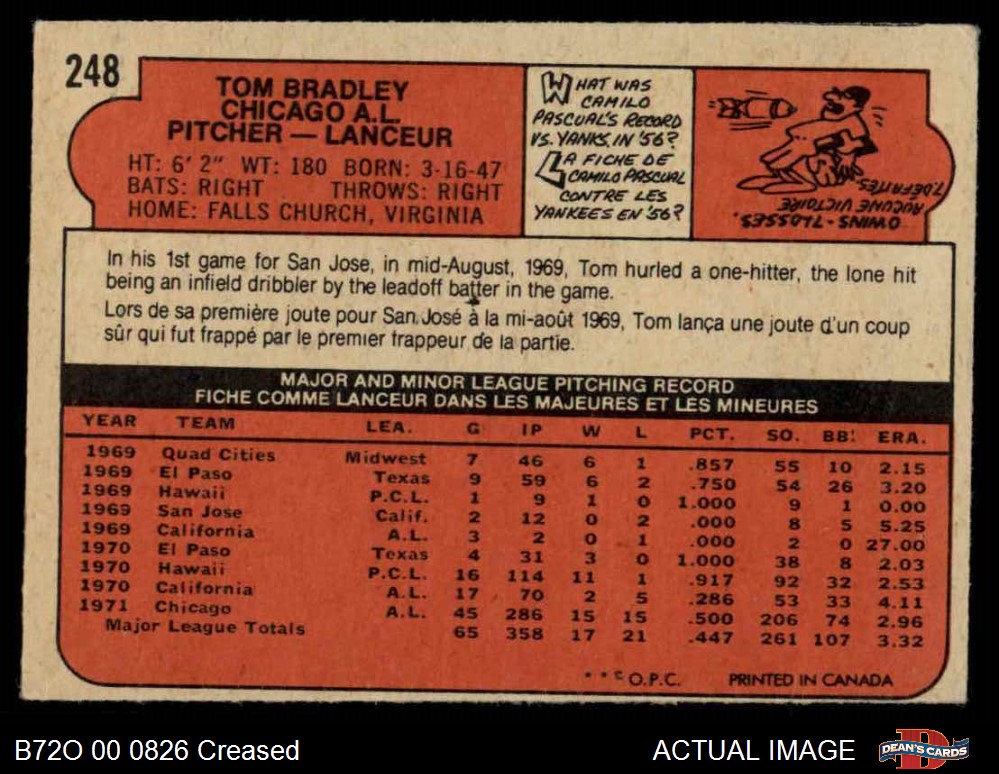 248
TOM BRADLEY
CHICAGO A.L.
PITCHER — LANCEUR
HT: 6' 2" WT: 180 BORN: 3-16-47
BATS: RIGHT THROWS: RIGHT
HOME: FALLS CHURCH, VIRGINIA
WHAT WAS
CAMILO
PASCUAL'S RECORD
VS. YANKS, IN '56?
LA FICHE DE
CAMILO PASCUAL
CONTRE LES
YANKEES EN '56?
0 WINS - 7 LOSSES.
AUCUNE VICTOIRE
7 DEFAITES
In his 1st game for San Jose, in mid-August, 1969, Tom hurled a one-hitter, the lone hit
being an infield dribbler by the leadoff batter in the game.
Lors de sa première joute pour San José à la mi-août 1969, Tom lança une joute d'un coup
sûr qui fut frappé par le premier frappeur de la partie.
MAJOR AND MINOR LEAGUE PITCHING RECORD
FICHE COMME LANCEUR DANS LES MAJEURES ET LES MINEURES
YEAR TEAM LEA. G IP W L PCT. SO. BB. ERA.
1969 Quad Cities Midwest 7 46 6 1 .857 55 10 2.15
1969 El Paso Texas 9 59 6 2 .750 54 26 3.20
1969 Hawaii P.C.L. 1 9 1 0 1.000 9 1 0.00
1969 San Jose Calif. 2 12 0 2 .000 8 5 5.25
1969 California A.L. 3 2 0 1 .000 2 0 27.00
1970 El Paso Texas 4 31 3 0 1.000 38 8 2.03
1970 Hawaii P.C.L. 16 114 11 1 .917 92 32 2.53
1970 California A.L. 17 70 2 5 .286 53 33 4.11
1971 Chicago A.L. 45 286 15 15 .500 206 74 2.96
Major League Totals 65 358 17 21 .447 261 107 3.32
* * © O.P.C. PRINTED IN CANADA
B72O 00 0826 Creased
ACTUAL IMAGE
D
DEAN'S CARDS